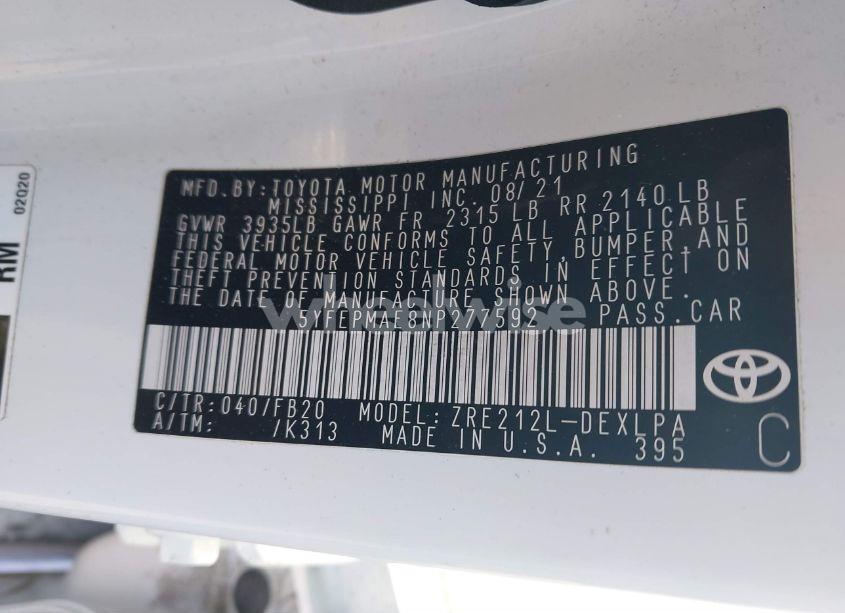 MFD. BY: TOYOTA MOTOR MANUFACTURING
MISSISSIPPI INC. 08/21
GVWR 3935LB GAWR FR 2315 LB RR 2140 LB
THIS VEHICLE CONFORMS TO ALL APPLICABLE
FEDERAL MOTOR VEHICLE SAFETY, BUMPER, AND
THEFT PREVENTION STANDARDS IN EFFECT ON
THE DATE OF MANUFACTURE SHOWN ABOVE.
5YFEPMAE8NP277592 PASS.CAR
C/TR: 040/FB20 MODEL: ZRE212L-DEXLPA
A/TM: /K313 MADE IN U.S.A. 395
C
RM
02020